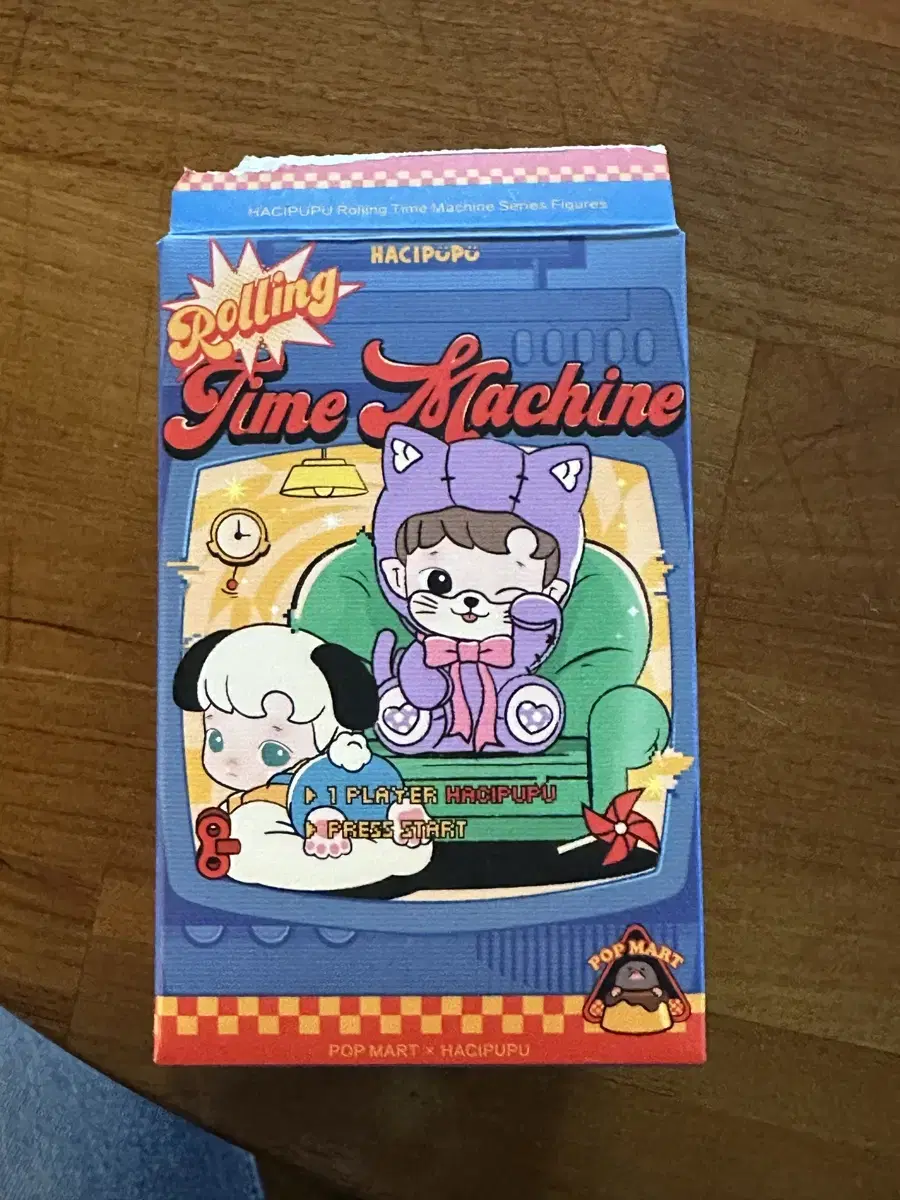 HACIPUPU Rolling Time Machine Series Figures
HACIPÜPÜ
Rolling
Time Machine
1 PLAYER HACIPUPU
PRESS START
POP MART
POP MART × HACIPUPU